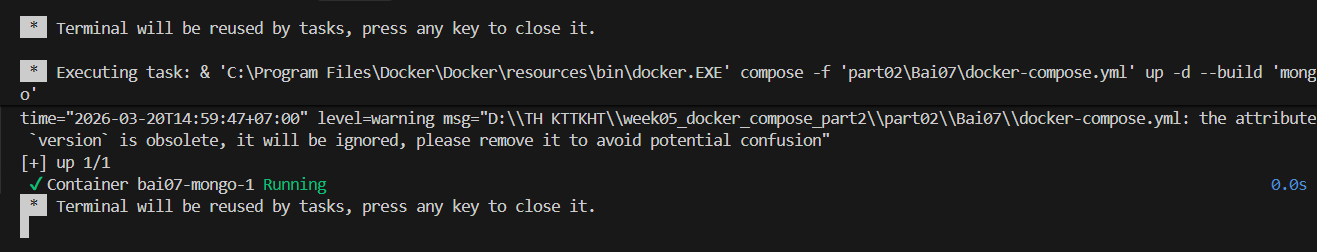 * Terminal will be reused by tasks, press any key to close it.
* Executing task: & 'C:\Program Files\Docker\Docker\resources\bin\docker.EXE' compose -f 'part02\Bai07\docker-compose.yml' up -d --build 'mong
o'
time="2026-03-20T14:59:47+07:00" level=warning msg="D:\\TH KTTKHT\\week05_docker_compose_part2\\part02\\Bai07\\docker-compose.yml: the attribute
`version` is obsolete, it will be ignored, please remove it to avoid potential confusion"
[+] up 1/1
✓ Container bai07-mongo-1 Running 0.0s
* Terminal will be reused by tasks, press any key to close it.